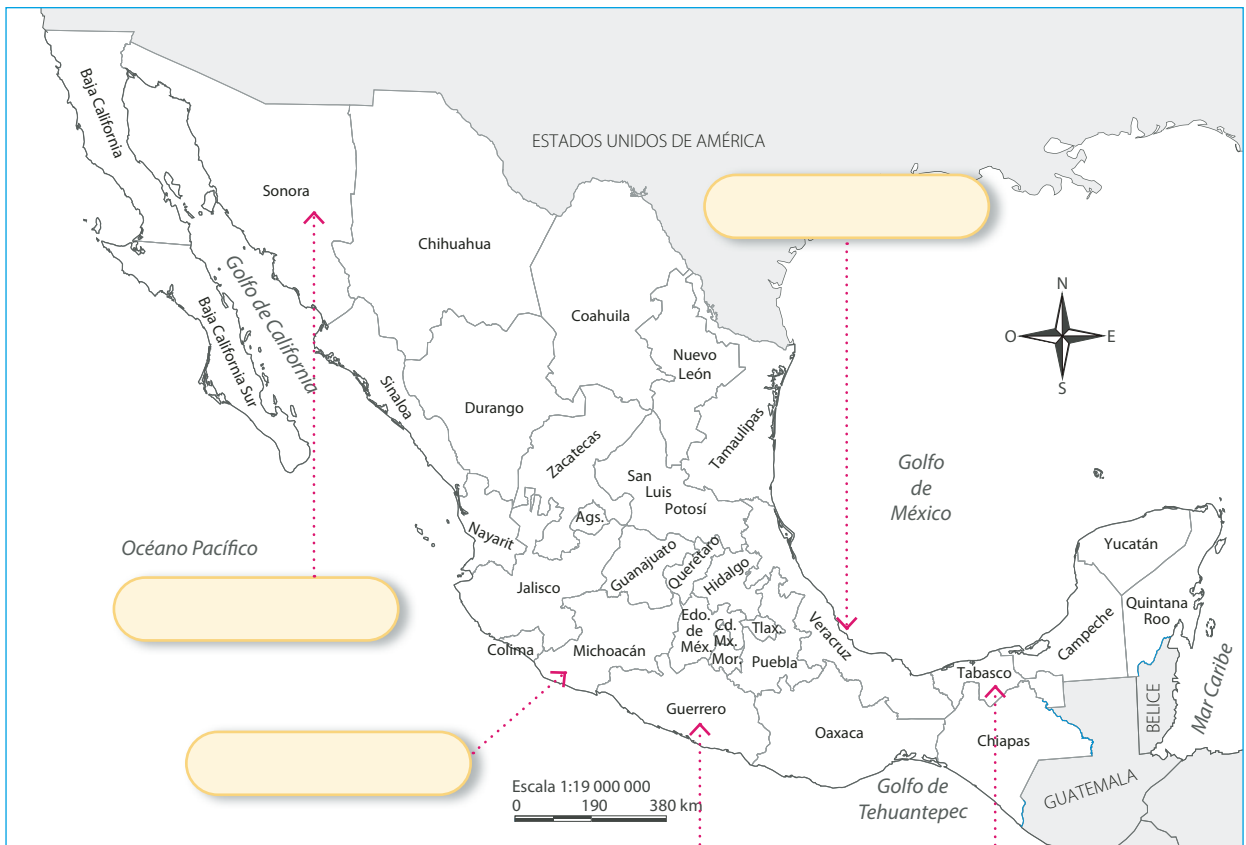 Baja California
ESTADOS UNIDOS DE AMÉRICA
Sonora
Chihuahua
Golfo de California
Baja California Sur
Coahuila
Nuevo
León
N
O
E
S
Sinaloa
Durango
Zacatecas
Tamaulipas
San
Luis
Potosí
Golfo
de
México
Ags.
Nayarit
Océano Pacífico
Guanajuato
Querétaro
Hidalgo
Yucatán
Jalisco
Quintana
Roo
Campeche
Edo.
de
Méx.
Cd.
Mx.
Mor.
Tlax.
Veracruz
Colima
Michoacán
Puebla
Tabasco
BELICE
Mar Caribe
Guerrero
Oaxaca
Chiapas
GUATEMALA
Golfo de
Tehuantepec
Escala 1:19 000 000
0 190 380 km